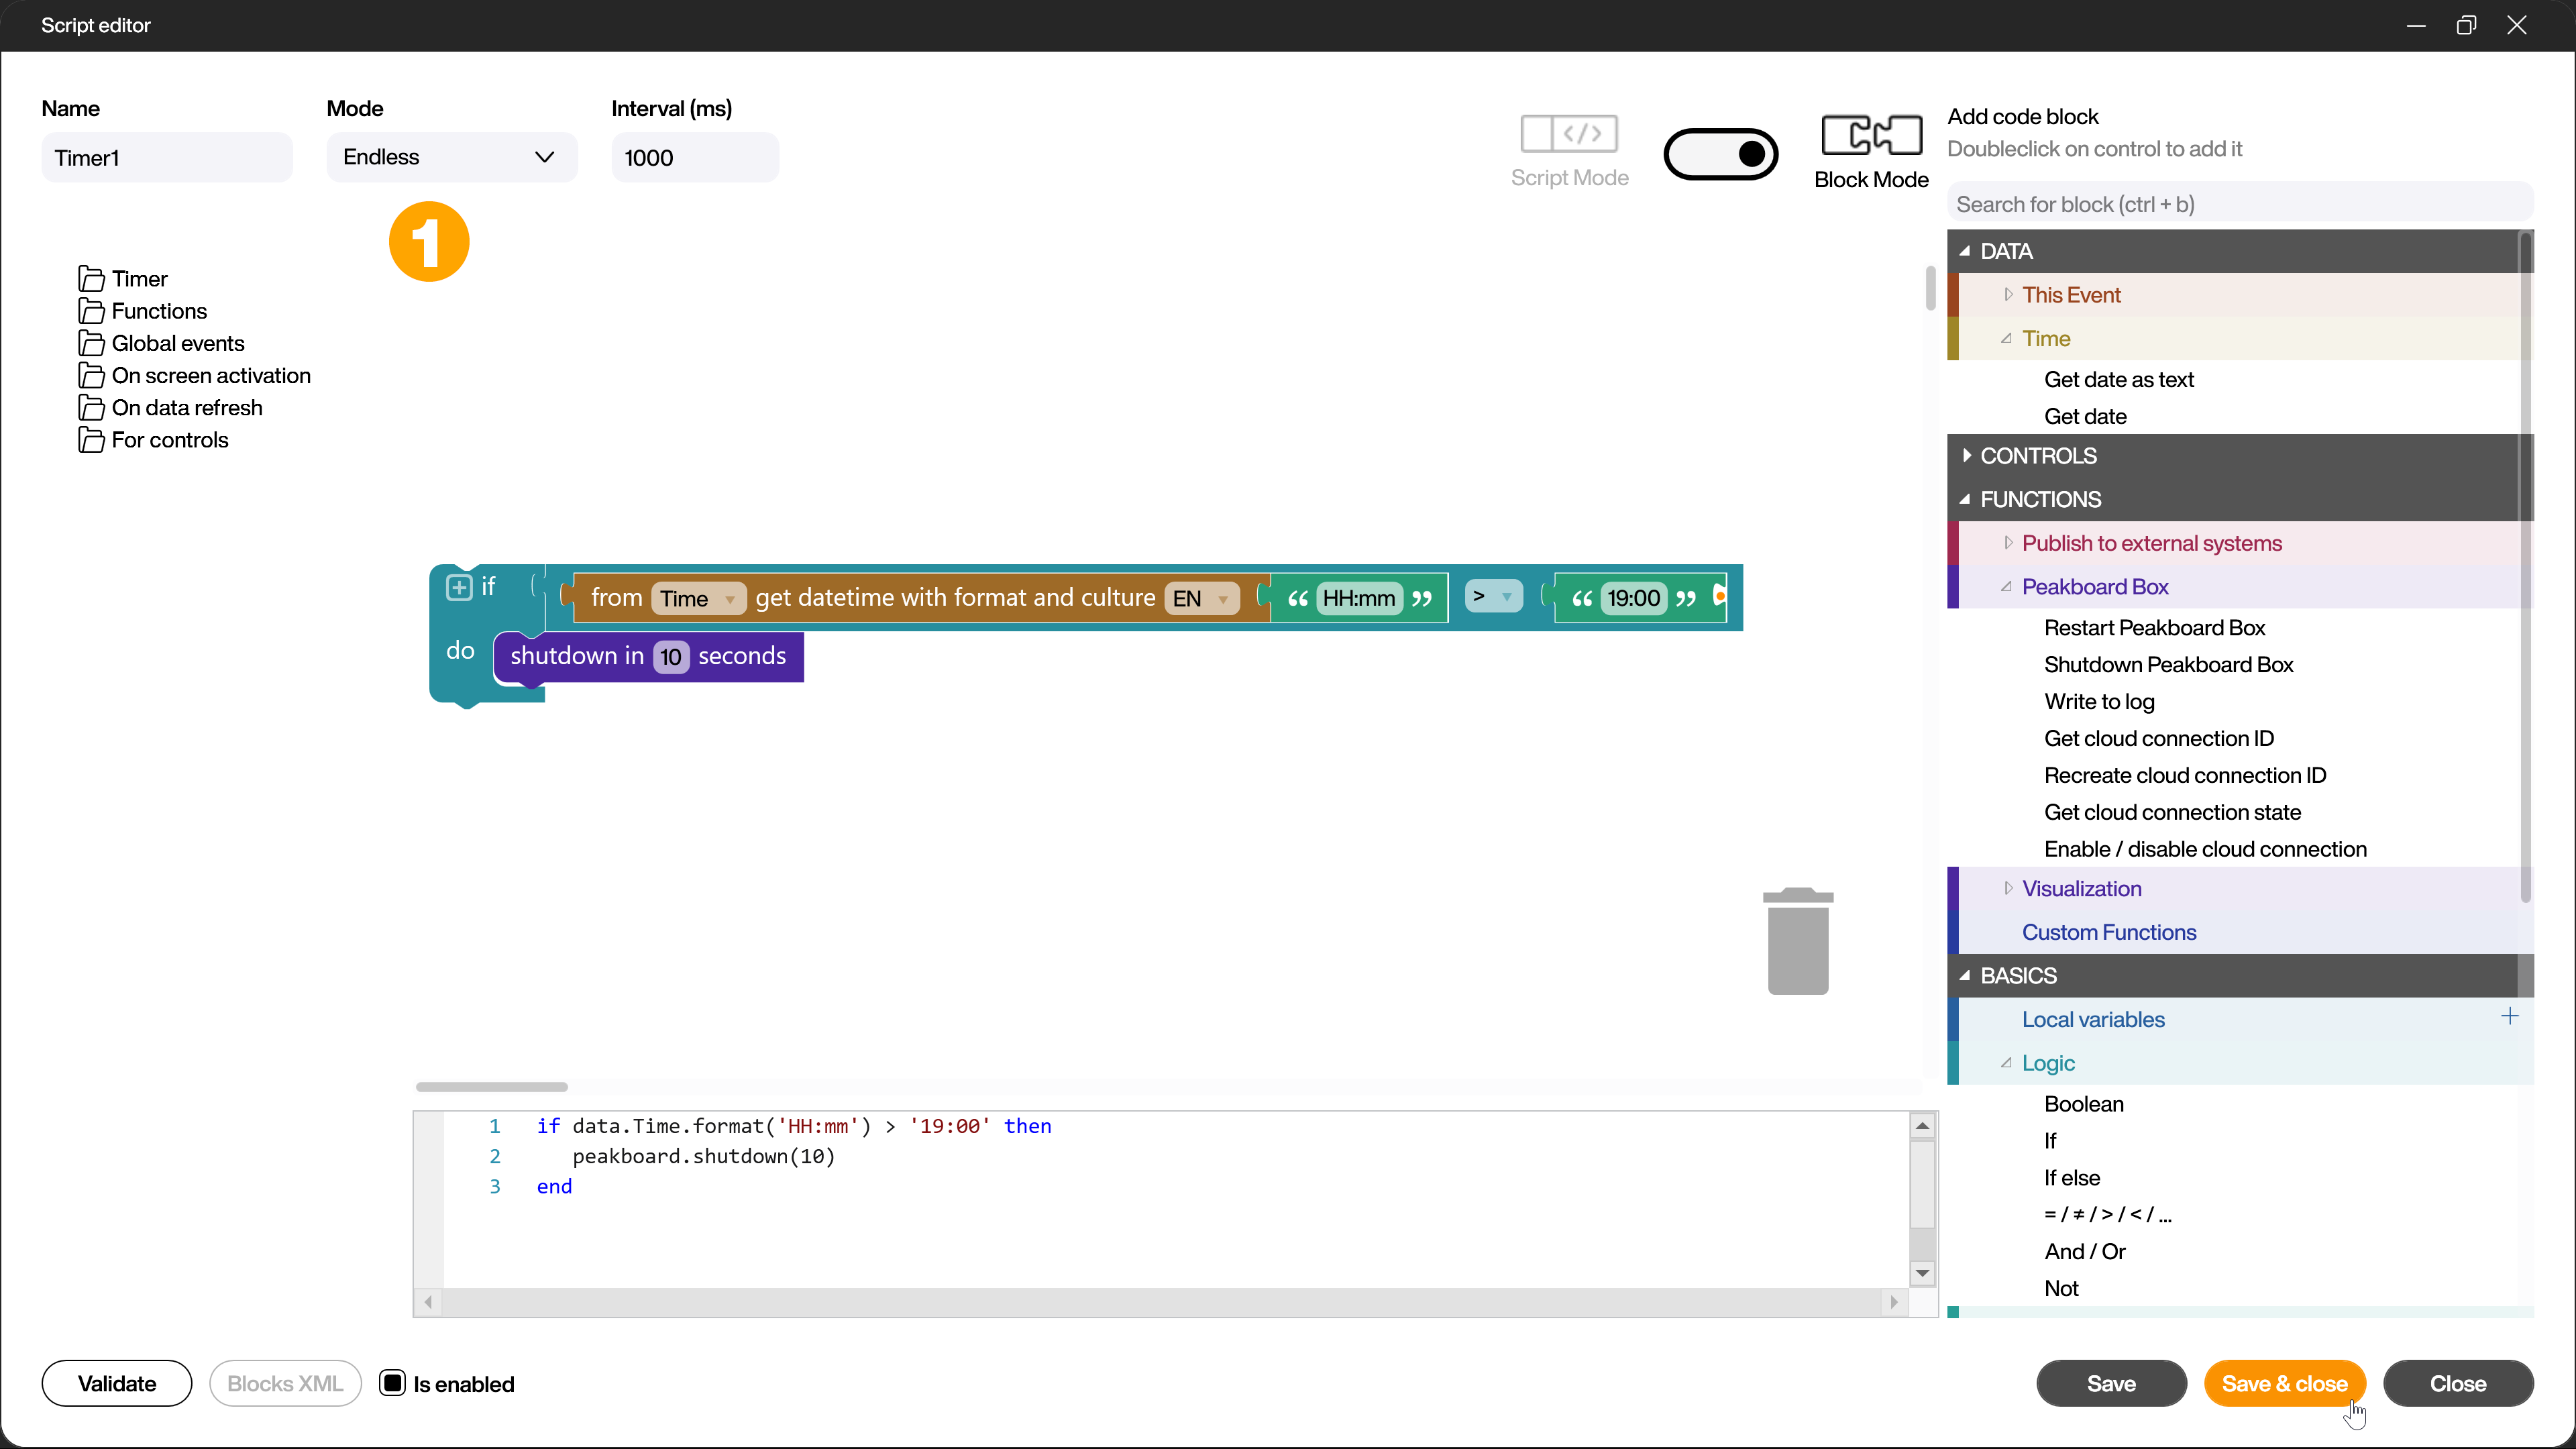 Script editor
Name
Mode
Interval (ms)
Timer1
Endless
1000
Script Mode
Block Mode
Add code block
Doubleclick on control to add it
Search for block (ctrl + b)
1
Timer
Functions
Global events
On screen activation
On data refresh
For controls
if from Time get datetime with format and culture EN “ HH:mm ” > “ 19:00 ”
do shutdown in 10 seconds
DATA
This Event
Time
Get date as text
Get date
CONTROLS
FUNCTIONS
Publish to external systems
Peakboard Box
Restart Peakboard Box
Shutdown Peakboard Box
Write to log
Get cloud connection ID
Recreate cloud connection ID
Get cloud connection state
Enable / disable cloud connection
Visualization
Custom Functions
BASICS
Local variables
Logic
Boolean
If
If else
= / ≠ / > / < / ...
And / Or
Not
1 if data.Time.format('HH:mm') > '19:00' then
2 peakboard.shutdown(10)
3 end
Validate
Blocks XML
Is enabled
Save
Save & close
Close